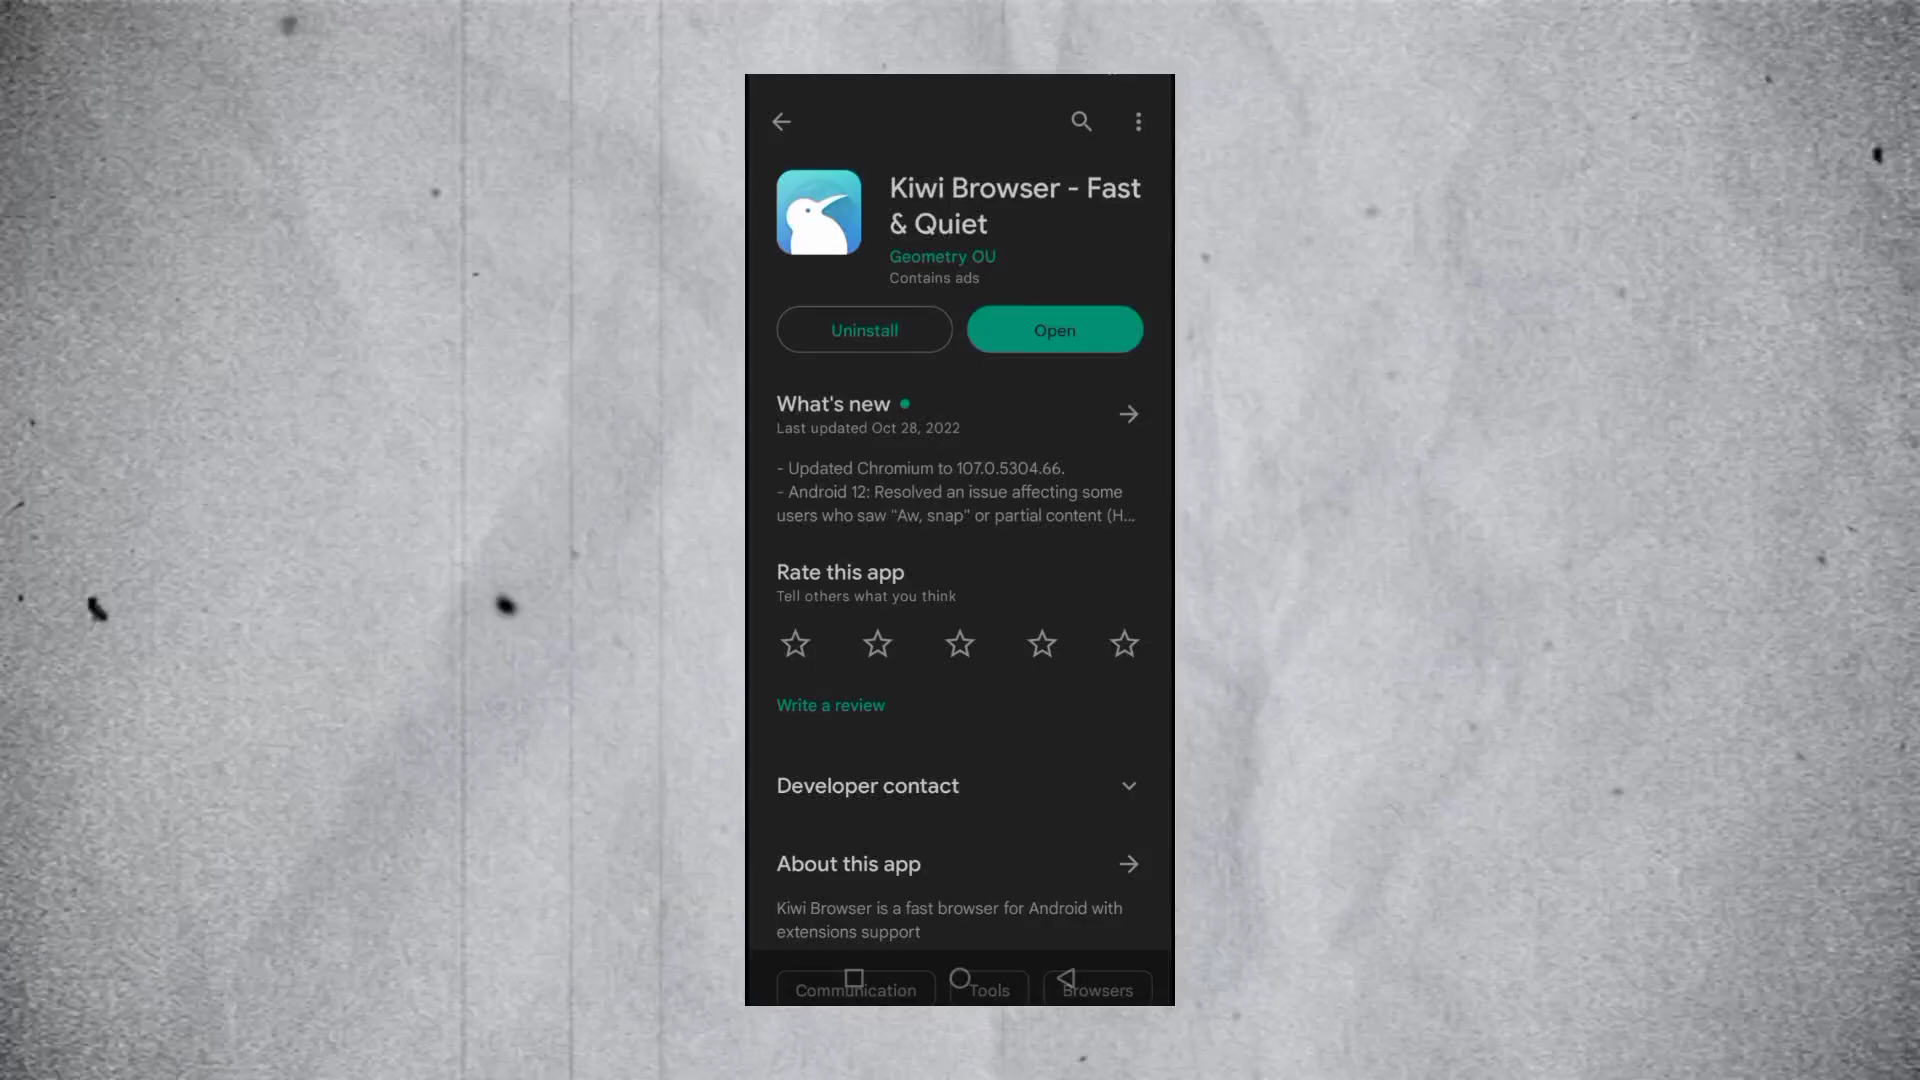 Kiwi Browser - Fast
& Quiet
Geometry OU
Contains ads
Uninstall
Open
What's new
Last updated Oct 28, 2022
- Updated Chromium to 107.0.5304.66.
- Android 12: Resolved an issue affecting some
users who saw "Aw, snap" or partial content (H...
Rate this app
Tell others what you think
Write a review
Developer contact
About this app
Kiwi Browser is a fast browser for Android with
extensions support
Communication
Tools
Browsers